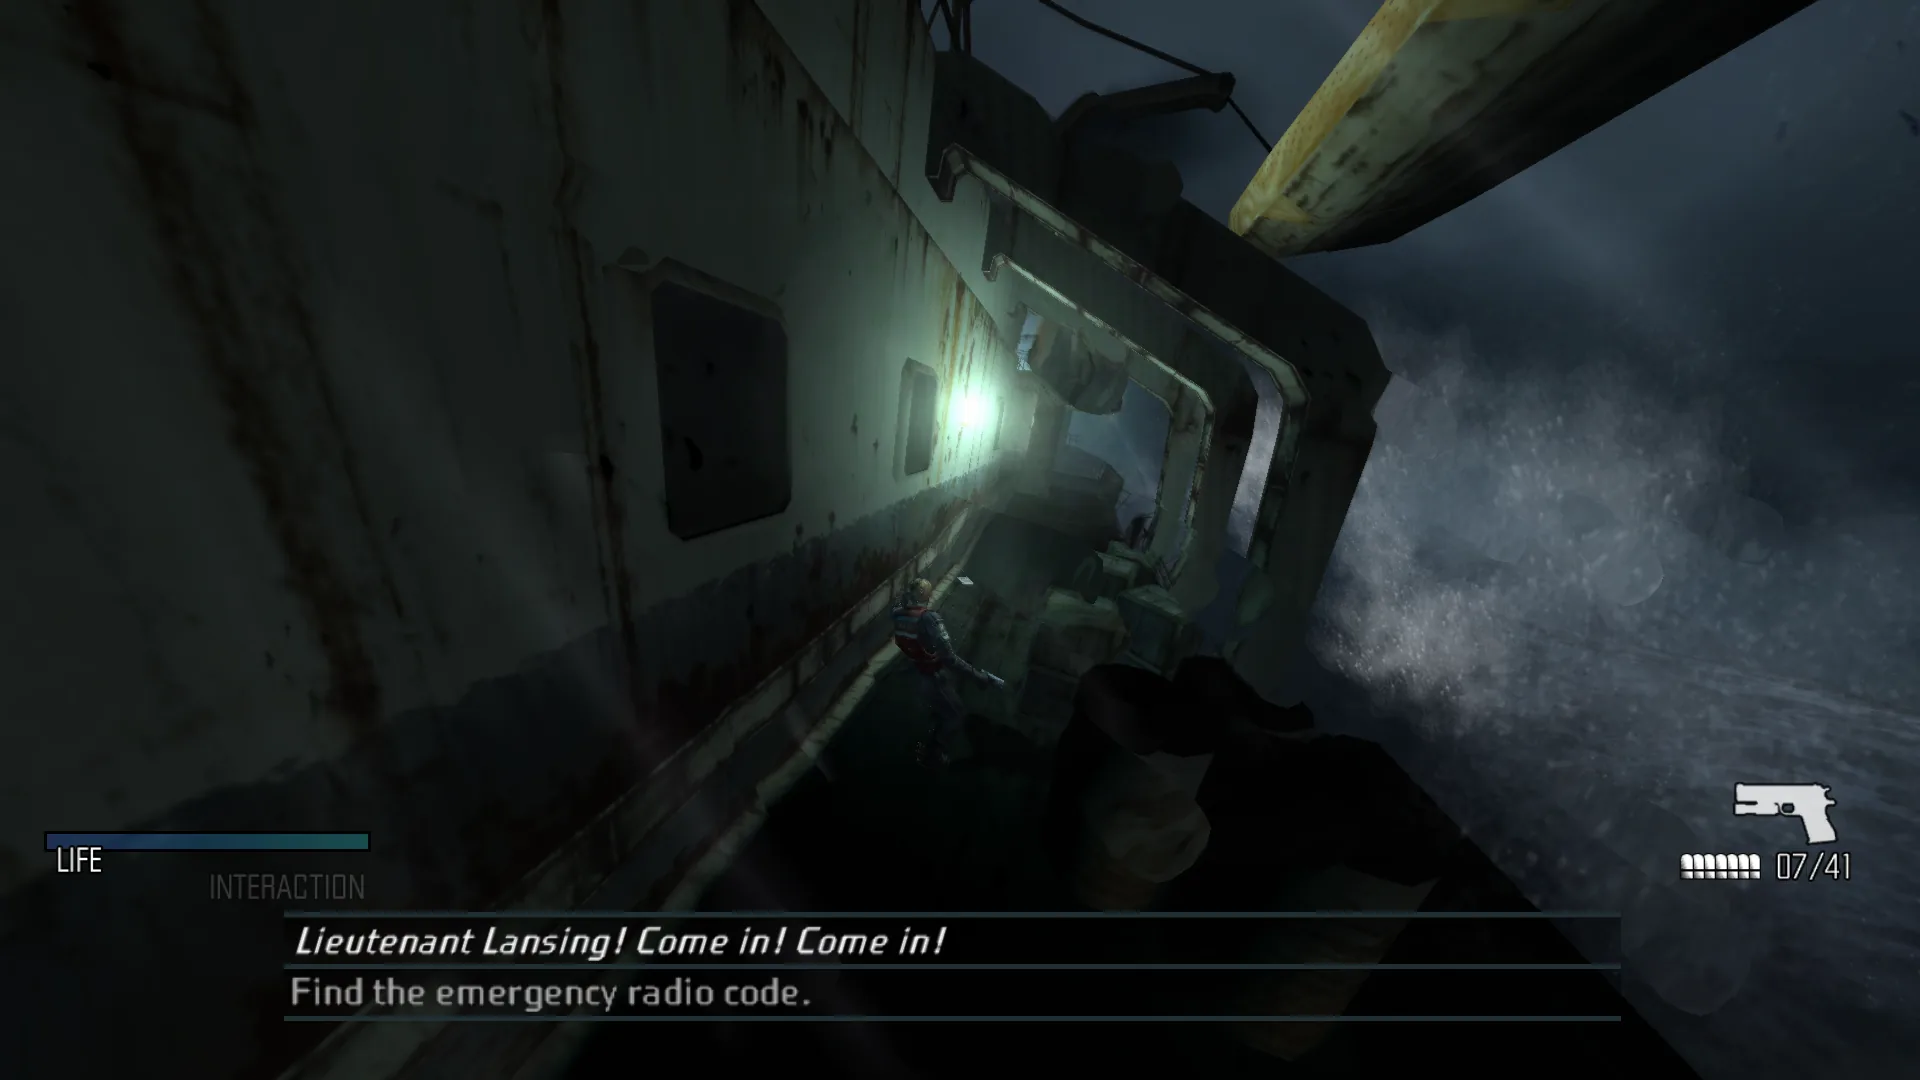 LIFE
INTERACTION
07/41
Lieutenant Lansing! Come in! Come in!
Find the emergency radio code.